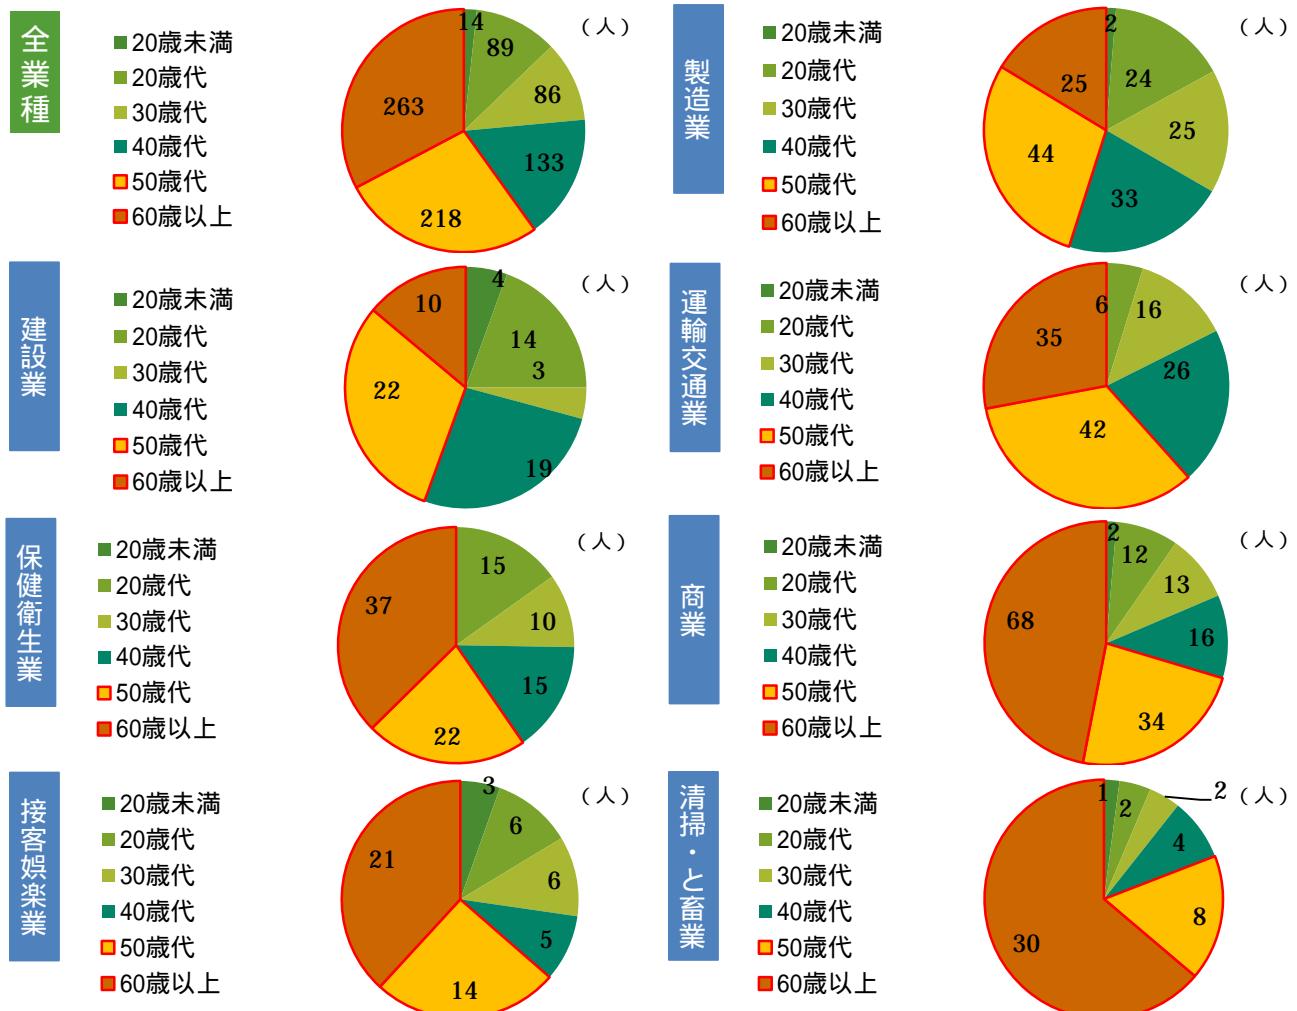 全業種
20歳未満
20歳代
30歳代
40歳代
50歳代
60歳以上
（人）
14
89
86
133
218
263
製造業
20歳未満
20歳代
30歳代
40歳代
50歳代
60歳以上
（人）
2
24
25
33
44
25
建設業
20歳未満
20歳代
30歳代
40歳代
50歳代
60歳以上
（人）
4
14
3
19
22
10
運輸交通業
20歳未満
20歳代
30歳代
40歳代
50歳代
60歳以上
（人）
6
16
26
42
35
保健衛生業
20歳未満
20歳代
30歳代
40歳代
50歳代
60歳以上
（人）
15
10
15
22
37
商業
20歳未満
20歳代
30歳代
40歳代
50歳代
60歳以上
（人）
2
12
13
16
34
68
接客娯楽業
20歳未満
20歳代
30歳代
40歳代
50歳代
60歳以上
（人）
3
6
6
5
14
21
清掃・と畜業
20歳未満
20歳代
30歳代
40歳代
50歳代
60歳以上
（人）
1
2
2
4
8
30